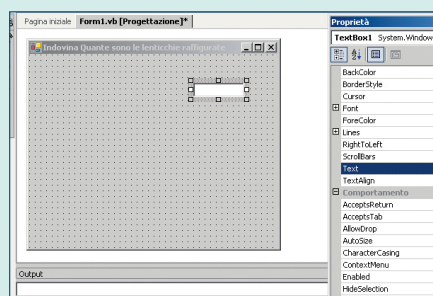 Pagina iniziale Form1.vb [Progettazione]*
Indovina Quante sono le lenticchie raffigurate
Output
Proprietà
TextBox1 System.Window
BackColor
BorderStyle
Cursor
Font
ForeColor
Lines
RightToLeft
ScrollBars
Text
TextAlign
Comportamento
AcceptsReturn
AcceptsTab
AllowDrop
AutoSize
CharacterCasing
ContextMenu
Enabled
HideSelection